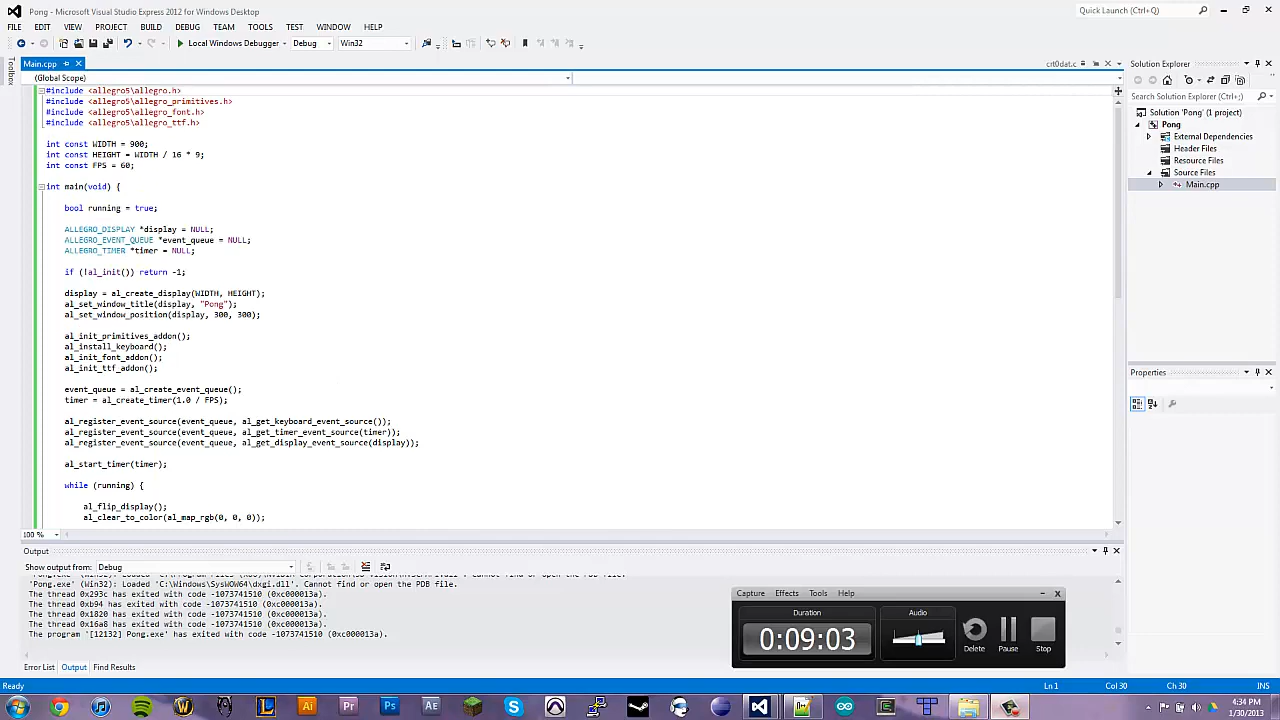 Pong - Microsoft Visual Studio Express 2012 for Windows Desktop
Quick Launch (Ctrl+Q)
FILE EDIT VIEW PROJECT BUILD DEBUG TEAM TOOLS TEST WINDOW HELP
Local Windows Debugger Debug Win32
Toolbox
Main.cpp
crt0dat.c
(Global Scope)
#include <allegro5\allegro.h>
#include <allegro5\allegro_primitives.h>
#include <allegro5\allegro_font.h>
#include <allegro5\allegro_ttf.h>
int const WIDTH = 900;
int const HEIGHT = WIDTH / 16 * 9;
int const FPS = 60;
int main(void) {
bool running = true;
ALLEGRO_DISPLAY *display = NULL;
ALLEGRO_EVENT_QUEUE *event_queue = NULL;
ALLEGRO_TIMER *timer = NULL;
if (!al_init()) return -1;
display = al_create_display(WIDTH, HEIGHT);
al_set_window_title(display, "Pong");
al_set_window_position(display, 300, 300);
al_init_primitives_addon();
al_install_keyboard();
al_init_font_addon();
al_init_ttf_addon();
event_queue = al_create_event_queue();
timer = al_create_timer(1.0 / FPS);
al_register_event_source(event_queue, al_get_keyboard_event_source());
al_register_event_source(event_queue, al_get_timer_event_source(timer));
al_register_event_source(event_queue, al_get_display_event_source(display));
al_start_timer(timer);
while (running) {
al_flip_display();
al_clear_to_color(al_map_rgb(0, 0, 0));
100 %
Solution Explorer
Search Solution Explorer (Ctrl+;)
Solution 'Pong' (1 project)
Pong
External Dependencies
Header Files
Resource Files
Source Files
Main.cpp
Properties
Output
Show output from: Debug
'Pong.exe' (Win32): Loaded 'C:\Windows\SysWOW64\dxgi.dll'. Cannot find or open the PDB file.
The thread 0x293c has exited with code -1073741510 (0xc000013a).
The thread 0xb94 has exited with code -1073741510 (0xc000013a).
The thread 0x1820 has exited with code -1073741510 (0xc000013a).
The thread 0x16a8 has exited with code -1073741510 (0xc000013a).
The program '[12132] Pong.exe' has exited with code -1073741510 (0xc000013a).
Error List Output Find Results
Capture Effects Tools Help
Duration
0:09:03
Audio
Delete Pause Stop
Ready
Ln 1 Col 30 Ch 30 INS
Ai Pr Ps Ae
4:34 PM
1/30/2013